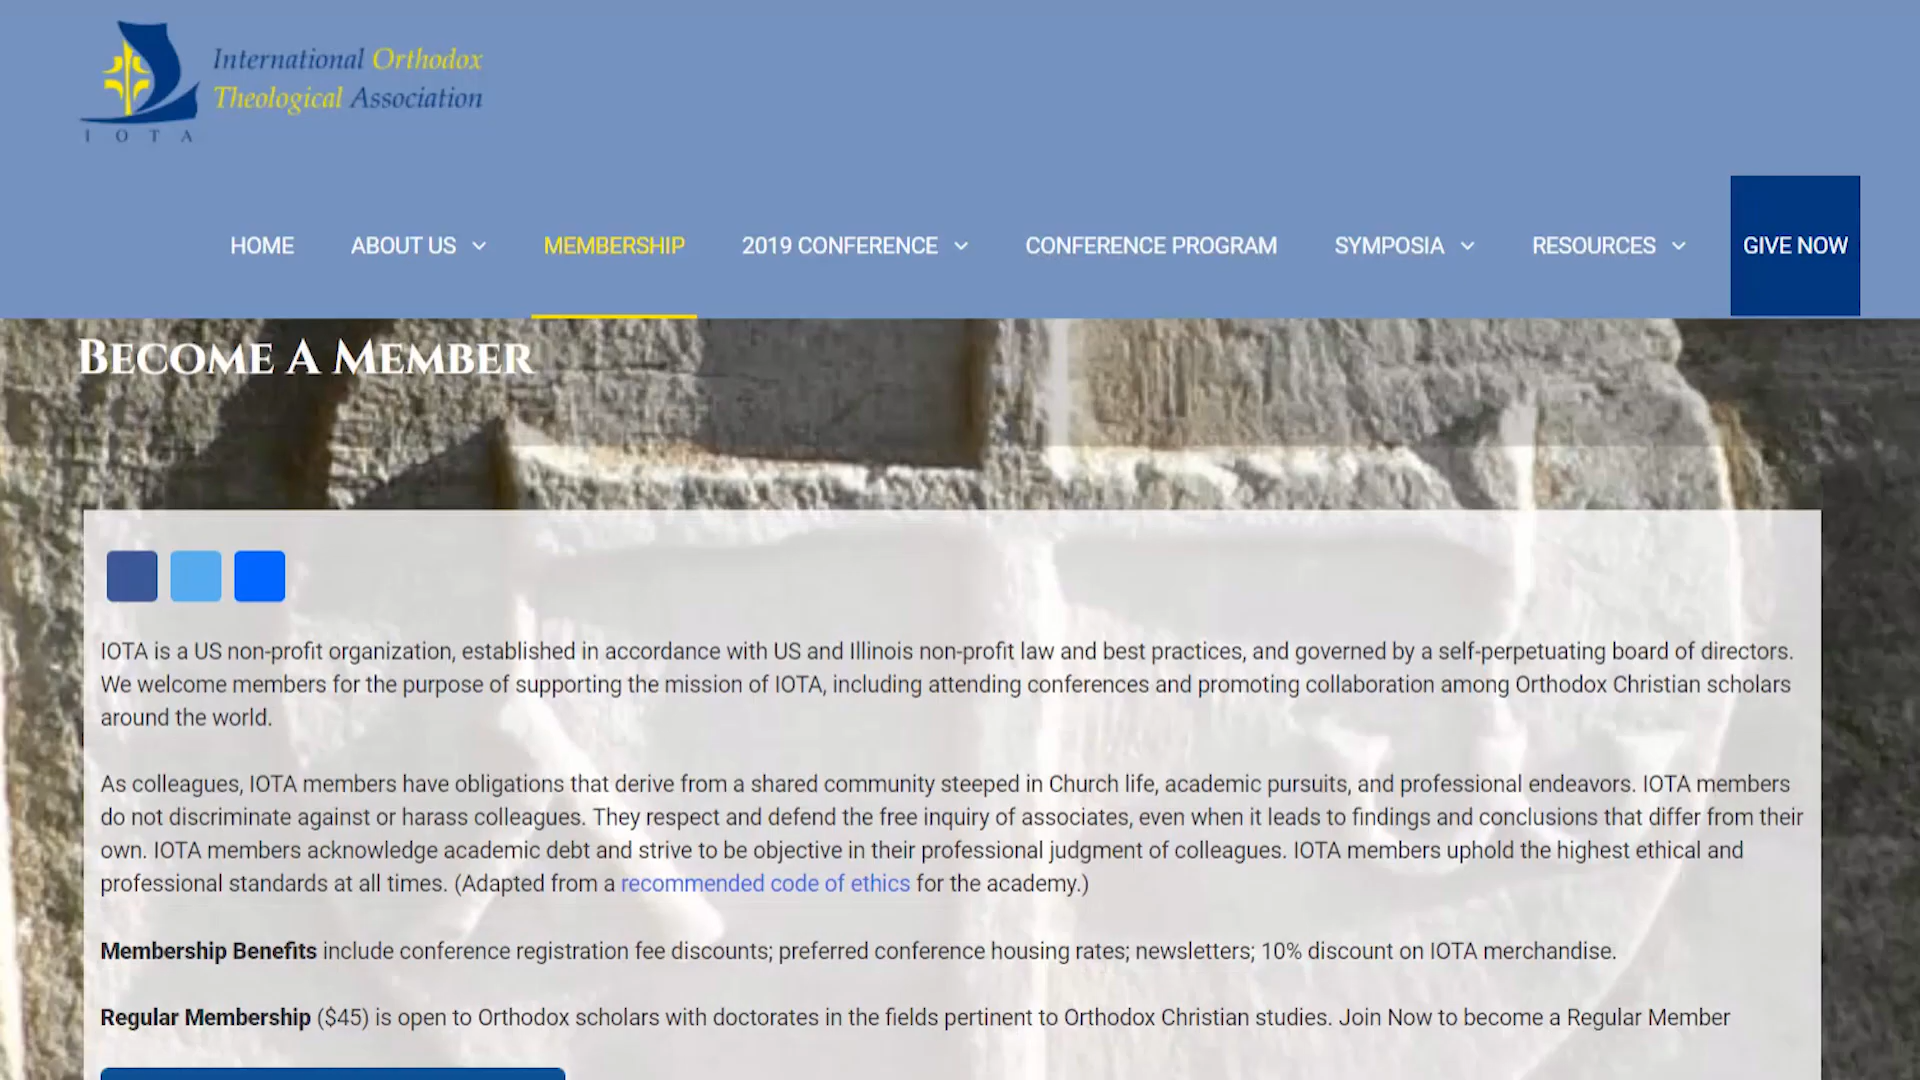 International Orthodox
Theological Association
IOTA
HOME ABOUT US MEMBERSHIP 2019 CONFERENCE CONFERENCE PROGRAM SYMPOSIA RESOURCES GIVE NOW
BECOME A MEMBER
IOTA is a US non-profit organization, established in accordance with US and Illinois non-profit law and best practices, and governed by a self-perpetuating board of directors.
We welcome members for the purpose of supporting the mission of IOTA, including attending conferences and promoting collaboration among Orthodox Christian scholars
around the world.
As colleagues, IOTA members have obligations that derive from a shared community steeped in Church life, academic pursuits, and professional endeavors. IOTA members
do not discriminate against or harass colleagues. They respect and defend the free inquiry of associates, even when it leads to findings and conclusions that differ from their
own. IOTA members acknowledge academic debt and strive to be objective in their professional judgment of colleagues. IOTA members uphold the highest ethical and
professional standards at all times. (Adapted from a recommended code of ethics for the academy.)
Membership Benefits include conference registration fee discounts; preferred conference housing rates; newsletters; 10% discount on IOTA merchandise.
Regular Membership ($45) is open to Orthodox scholars with doctorates in the fields pertinent to Orthodox Christian studies. Join Now to become a Regular Member